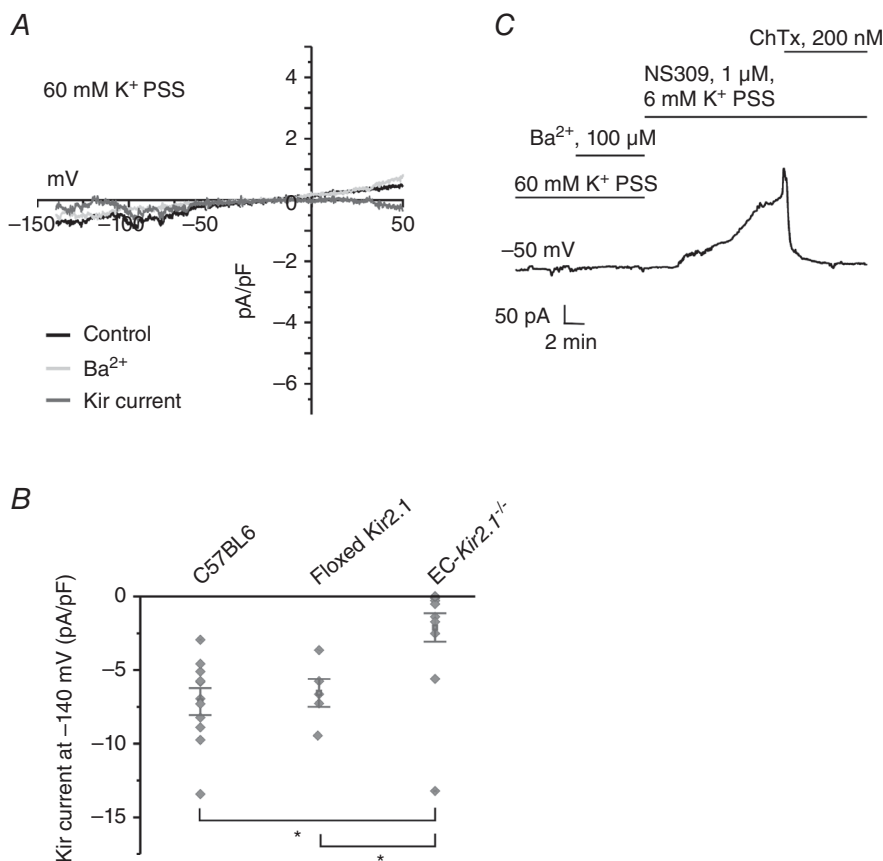 A
60 mM K⁺ PSS
mV
−150
−100
−50
0
50
4
2
−2
−4
−6
pA/pF
Control
Ba²⁺
Kir current
C
ChTx, 200 nM
NS309, 1 μM,
6 mM K⁺ PSS
Ba²⁺, 100 μM
60 mM K⁺ PSS
−50 mV
50 pA
2 min
B
C57BL6
Floxed Kir2.1
EC-Kir2.1⁻/⁻
Kir current at −140 mV (pA/pF)
0
−5
−10
−15
*
*